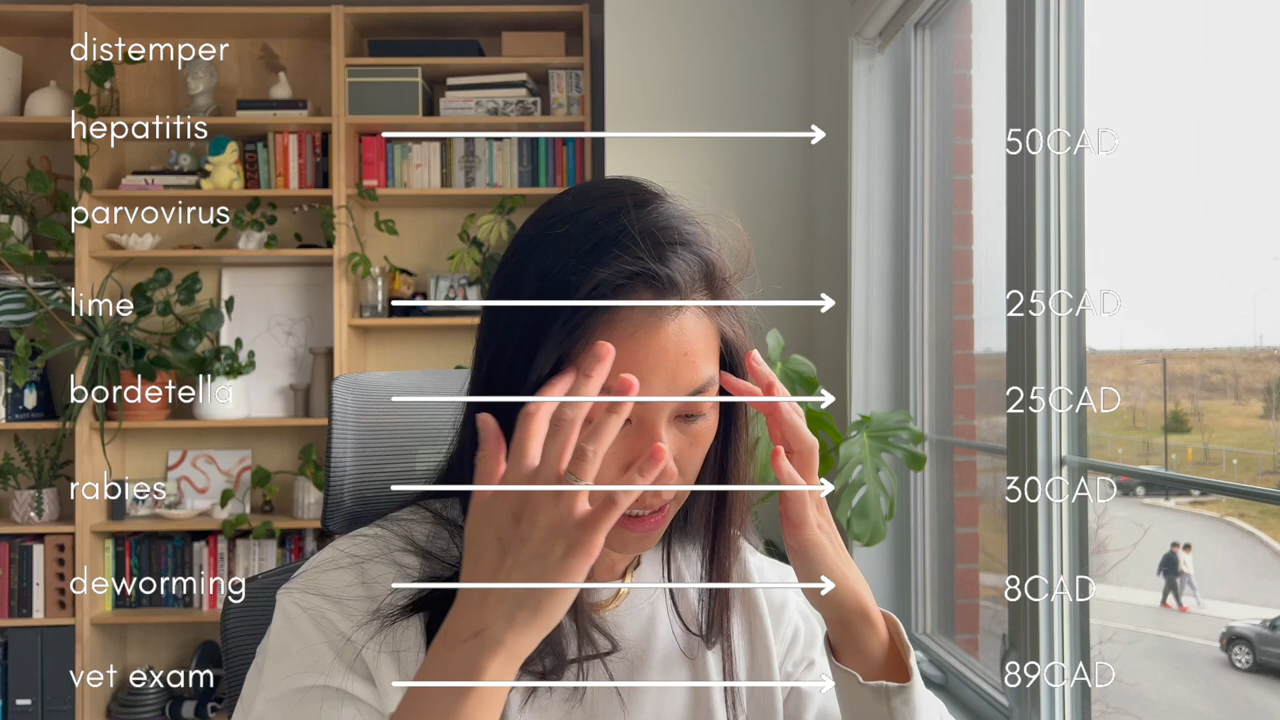 distemper
hepatitis 50CAD
parvovirus
lime 25CAD
bordetella 25CAD
rabies 30CAD
deworming 8CAD
vet exam 89CAD